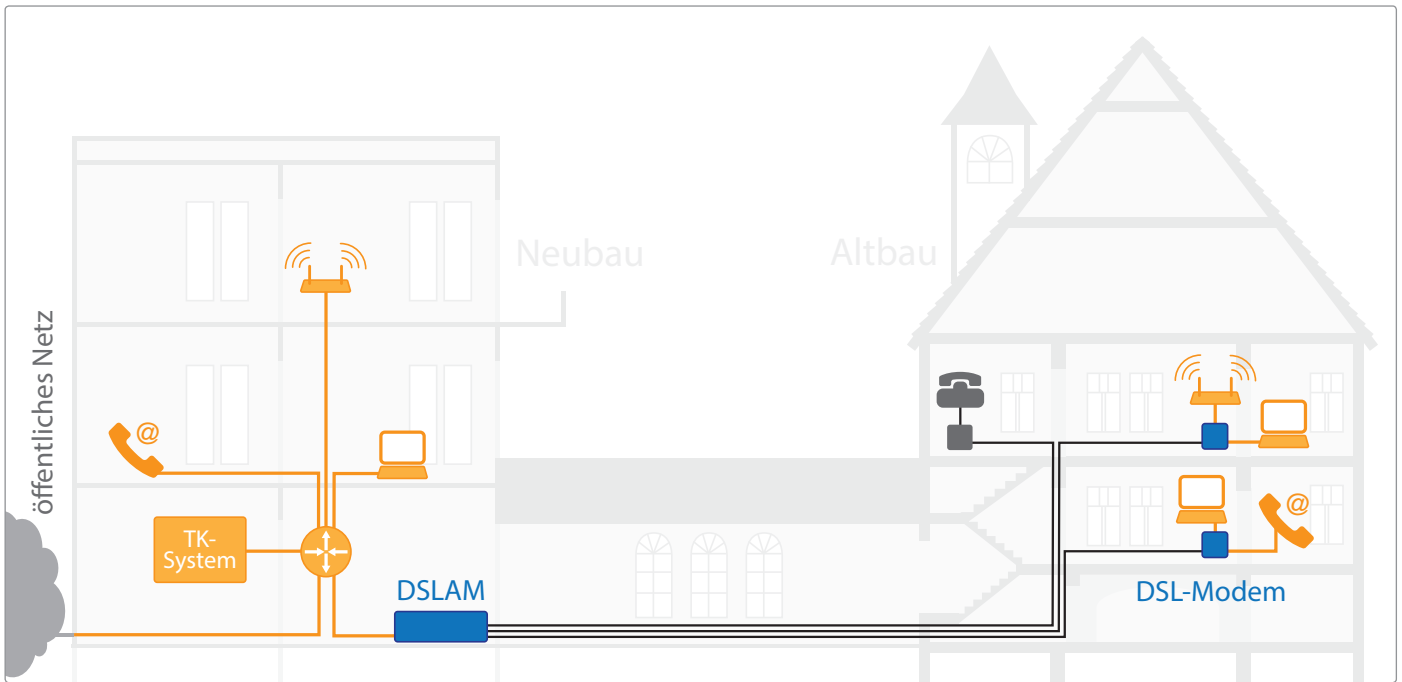 Neubau
Altbau
öffentliches Netz
@
TK-
System
DSLAM
@
DSL-Modem